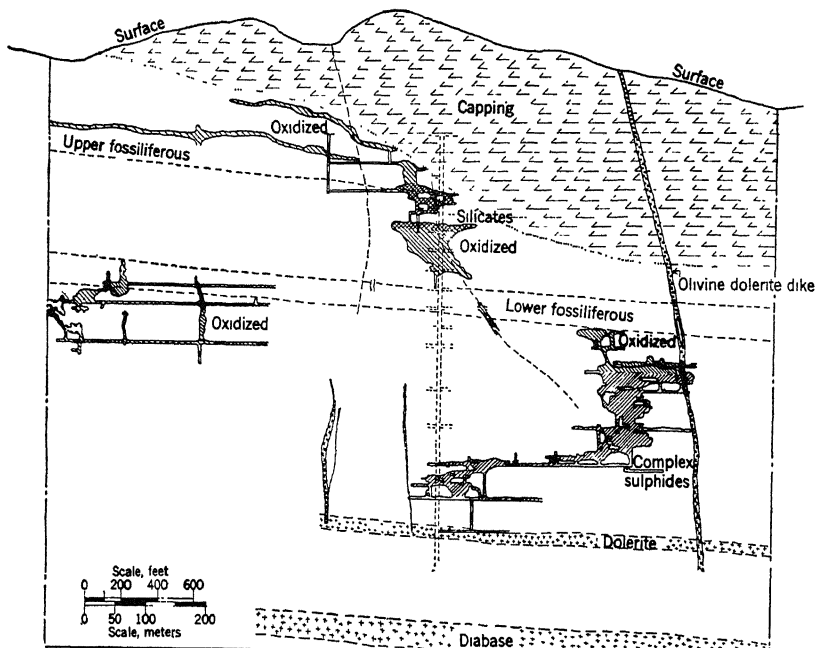 Surface
Surface
Capping
Oxidized
Upper fossiliferous
Silicates
Oxidized
Olivine dolerite dike
Lower fossiliferous
Oxidized
Oxidized
Complex
sulphides
Dolerite
Scale, feet
0 200 400 600
0 50 100 200
Scale, meters
Diabase